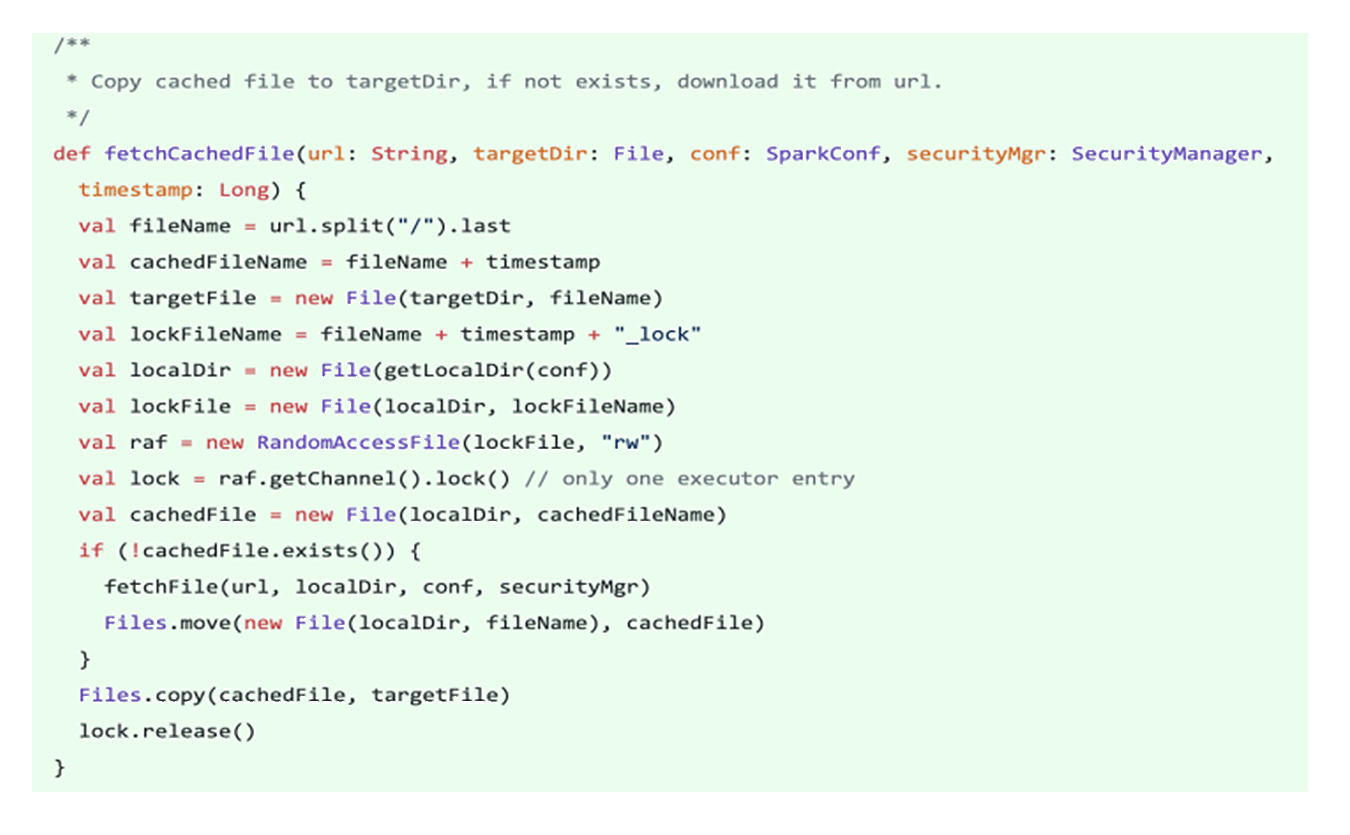 /**
 * Copy cached file to targetDir, if not exists, download it from url.
 */
def fetchCachedFile(url: String, targetDir: File, conf: SparkConf, securityMgr: SecurityManager,
  timestamp: Long) {
  val fileName = url.split("/").last
  val cachedFileName = fileName + timestamp
  val targetFile = new File(targetDir, fileName)
  val lockFileName = fileName + timestamp + "_lock"
  val localDir = new File(getLocalDir(conf))
  val lockFile = new File(localDir, lockFileName)
  val raf = new RandomAccessFile(lockFile, "rw")
  val lock = raf.getChannel().lock() // only one executor entry
  val cachedFile = new File(localDir, cachedFileName)
  if (!cachedFile.exists()) {
    fetchFile(url, localDir, conf, securityMgr)
    Files.move(new File(localDir, fileName), cachedFile)
  }
  Files.copy(cachedFile, targetFile)
  lock.release()
}